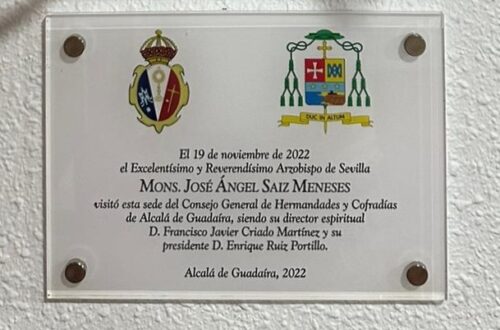 DUC IN ALTUM
El 19 de noviembre de 2022
el Excelentísimo y Reverendísimo Arzobispo de Sevilla
MONS. JOSÉ ÁNGEL SAIZ MENESES
visitó esta sede del Consejo General de Hermandades y Cofradías
de Alcalá de Guadaíra, siendo su director espiritual
D. Francisco Javier Criado Martínez y su
presidente D. Enrique Ruiz Portillo.
Alcalá de Guadaíra, 2022